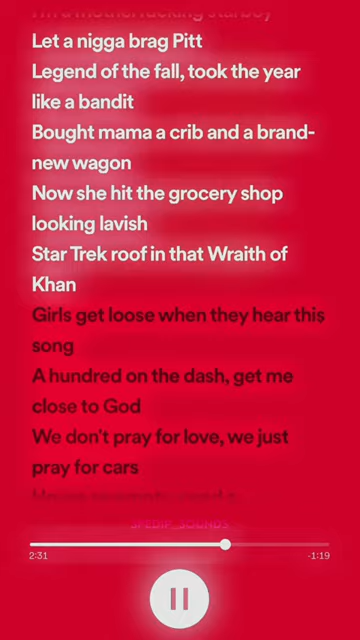 I'm a motherfucking starboy
Let a nigga brag Pitt
Legend of the fall, took the year
like a bandit
Bought mama a crib and a brand-
new wagon
Now she hit the grocery shop
looking lavish
Star Trek roof in that Wraith of
Khan
Girls get loose when they hear this
song
A hundred on the dash, get me
close to God
We don't pray for love, we just
pray for cars
SPEDIF_SOUNDS
2:31
-1:19